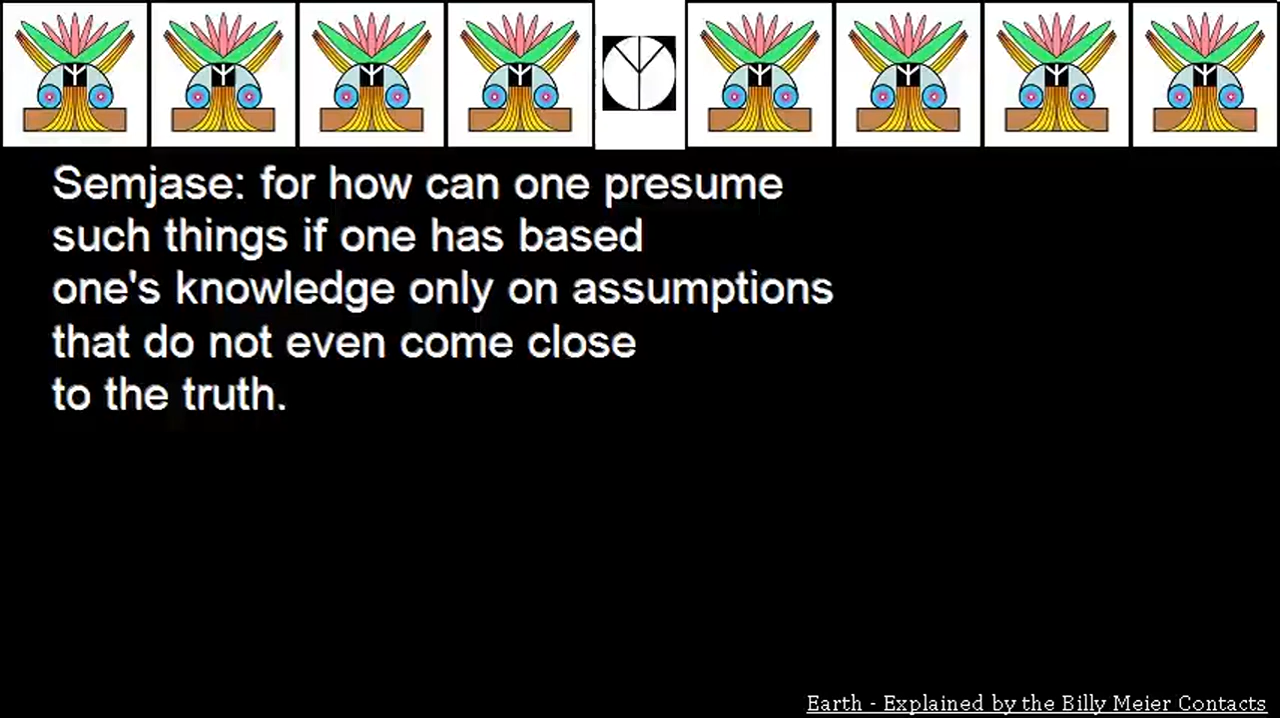 Semjase: for how can one presume
such things if one has based
one's knowledge only on assumptions
that do not even come close
to the truth.
Earth - Explained by the Billy Meier Contacts